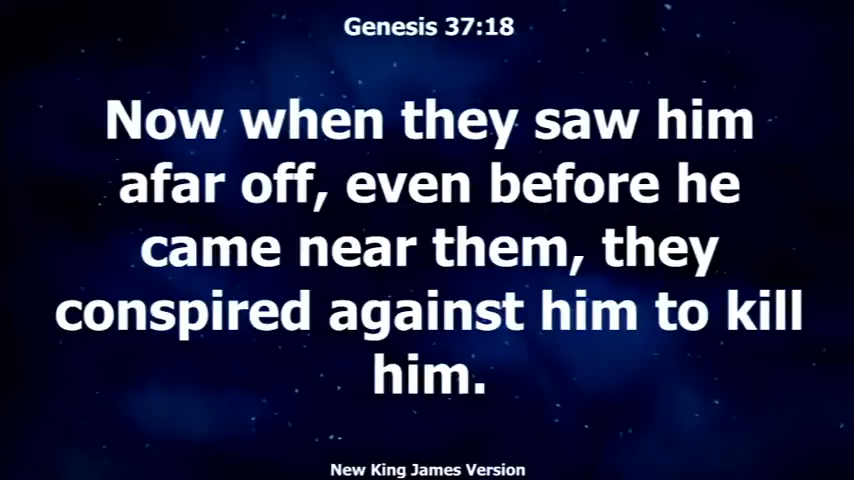 Genesis 37:18
Now when they saw him
afar off, even before he
came near them, they
conspired against him to kill
him.
New King James Version